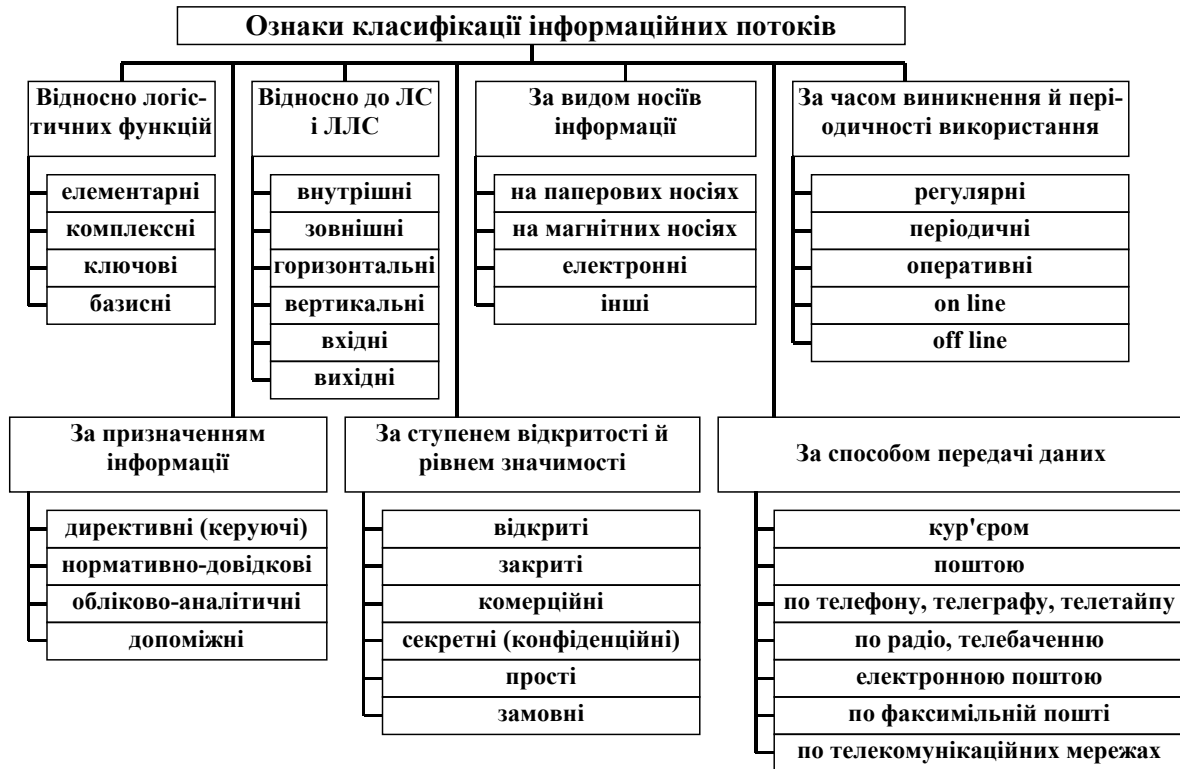 Ознаки класифікації інформаційних потоків
Відносно логіс-
тичних функцій
елементарні
комплексні
ключові
базисні
Відносно до ЛС
і ЛЛС
внутрішні
зовнішні
горизонтальні
вертикальні
вхідні
вихідні
За видом носіїв
інформації
на паперових носіях
на магнітних носіях
електронні
інші
За часом виникнення й пері-
одичності використання
регулярні
періодичні
оперативні
on line
off line
За призначенням
інформації
директивні (керуючі)
нормативно-довідкові
обліково-аналітичні
допоміжні
За ступенем відкритості й
рівнем значимості
відкриті
закриті
комерційні
секретні (конфіденційні)
прості
замовні
За способом передачі даних
кур'єром
поштою
по телефону, телеграфу, телетайпу
по радіо, телебаченню
електронною поштою
по факсимільній пошті
по телекомунікаційних мережах